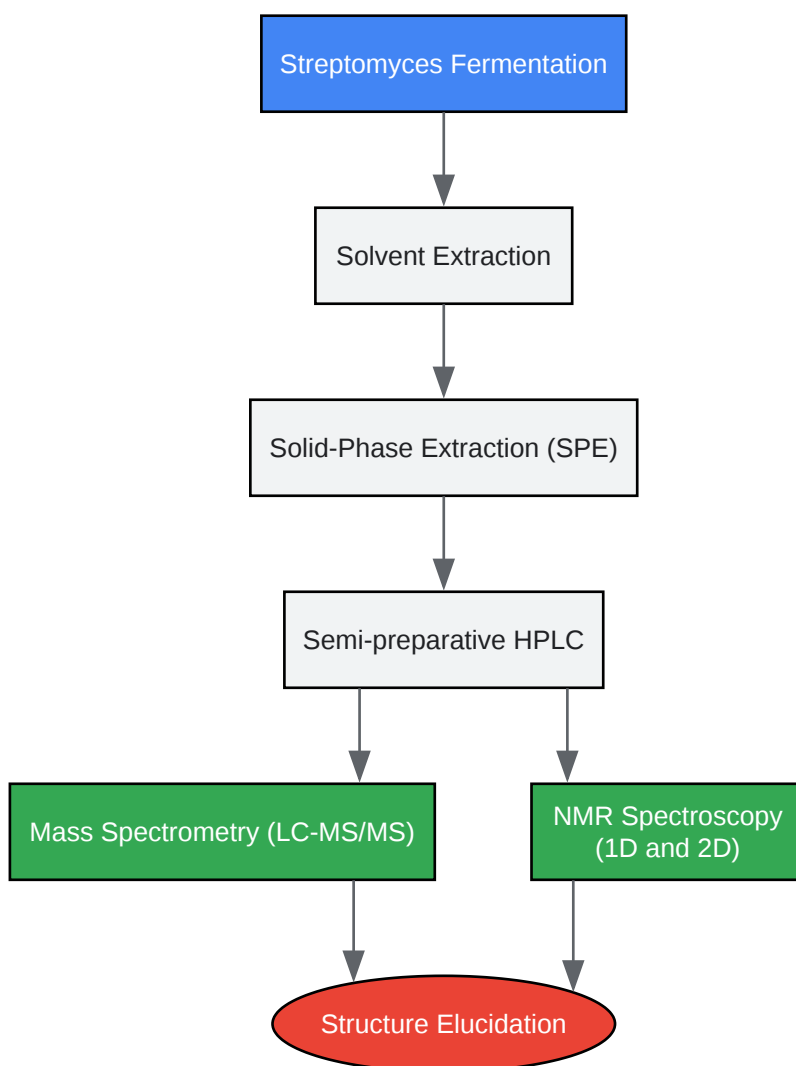 Streptomyces Fermentation
Solvent Extraction
Solid-Phase Extraction (SPE)
Semi-preparative HPLC
Mass Spectrometry (LC-MS/MS)
NMR Spectroscopy
(1D and 2D)
Structure Elucidation